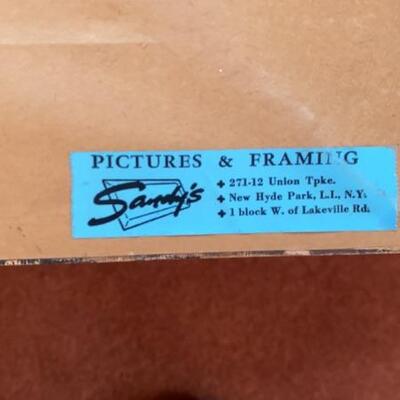 PICTURES & FRAMING
Sandy's
+ 271-12 Union Tpke.
+ New Hyde Park, L.I., N.Y.
+ 1 block W. of Lakeville Rd.